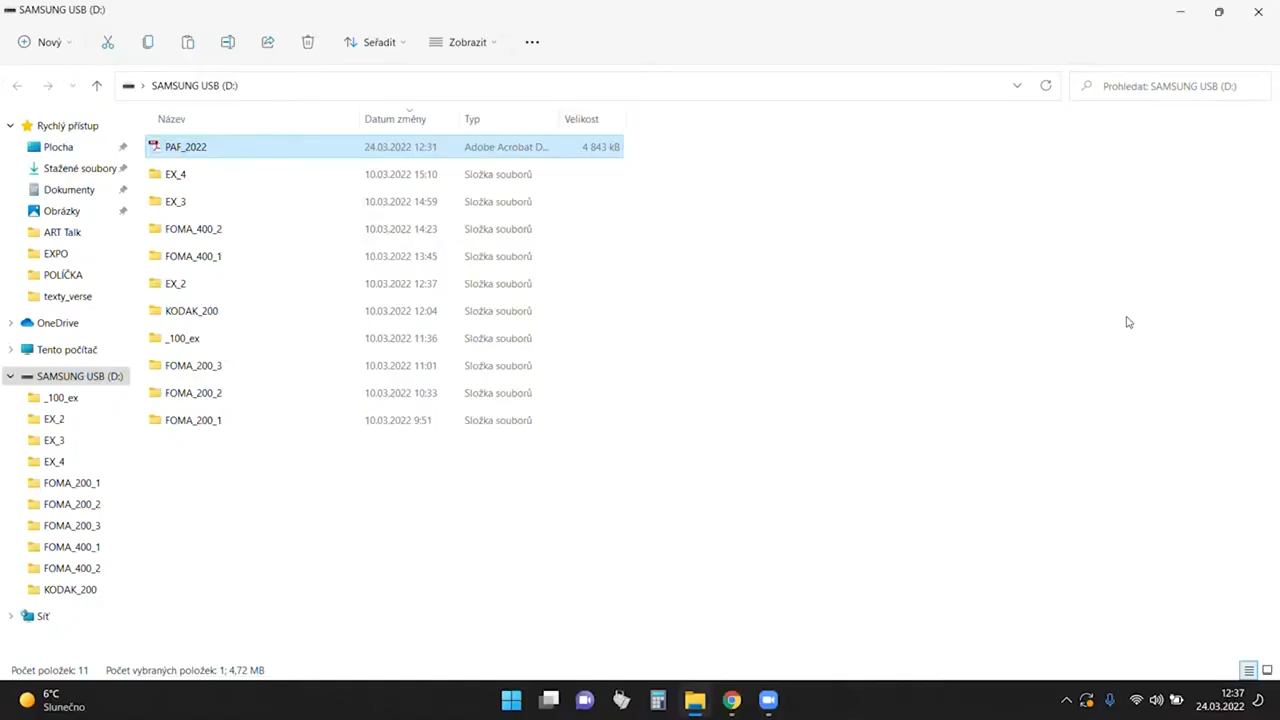 SAMSUNG USB (D:)
Nový
Seřadit
Zobrazit
SAMSUNG USB (D:)
Prohledat: SAMSUNG USB (D:)
Rychlý přístup
Plocha
Stažené soubory
Dokumenty
Obrázky
ART Talk
EXPO
POLÍČKA
texty_verse
OneDrive
Tento počítač
SAMSUNG USB (D:)
_100_ex
EX_2
EX_3
EX_4
FOMA_200_1
FOMA_200_2
FOMA_200_3
FOMA_400_1
FOMA_400_2
KODAK_200
Síť
Název Datum změny Typ Velikost
PAF_2022 24.03.2022 12:31 Adobe Acrobat D... 4 843 kB
EX_4 10.03.2022 15:10 Složka souborů
EX_3 10.03.2022 14:59 Složka souborů
FOMA_400_2 10.03.2022 14:23 Složka souborů
FOMA_400_1 10.03.2022 13:45 Složka souborů
EX_2 10.03.2022 12:37 Složka souborů
KODAK_200 10.03.2022 12:04 Složka souborů
_100_ex 10.03.2022 11:36 Složka souborů
FOMA_200_3 10.03.2022 11:01 Složka souborů
FOMA_200_2 10.03.2022 10:33 Složka souborů
FOMA_200_1 10.03.2022 9:51 Složka souborů
Počet položek: 11 Počet vybraných položek: 1; 4,72 MB
6°C
Slunečno
12:37
24.03.2022